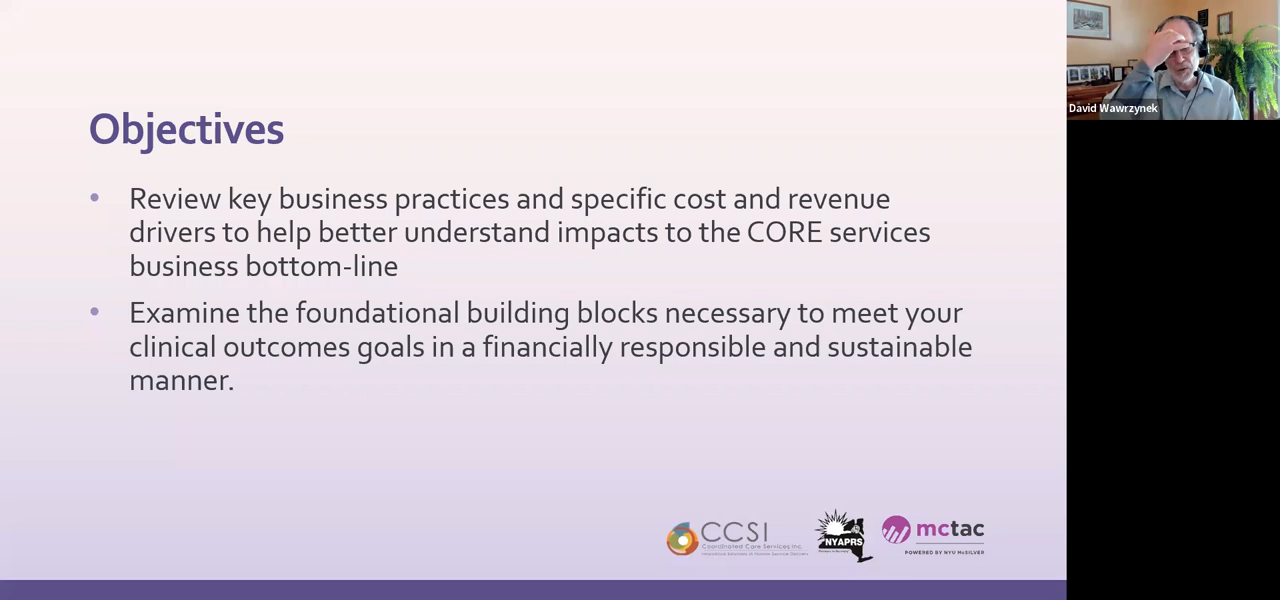 Objectives
• Review key business practices and specific cost and revenue
drivers to help better understand impacts to the CORE services
business bottom-line
• Examine the foundational building blocks necessary to meet your
clinical outcomes goals in a financially responsible and sustainable
manner.
David Wawrzynek
CCSI
Coordinated Care Services Inc.
NYAPRS
mctac
POWERED BY NYU McSILVER